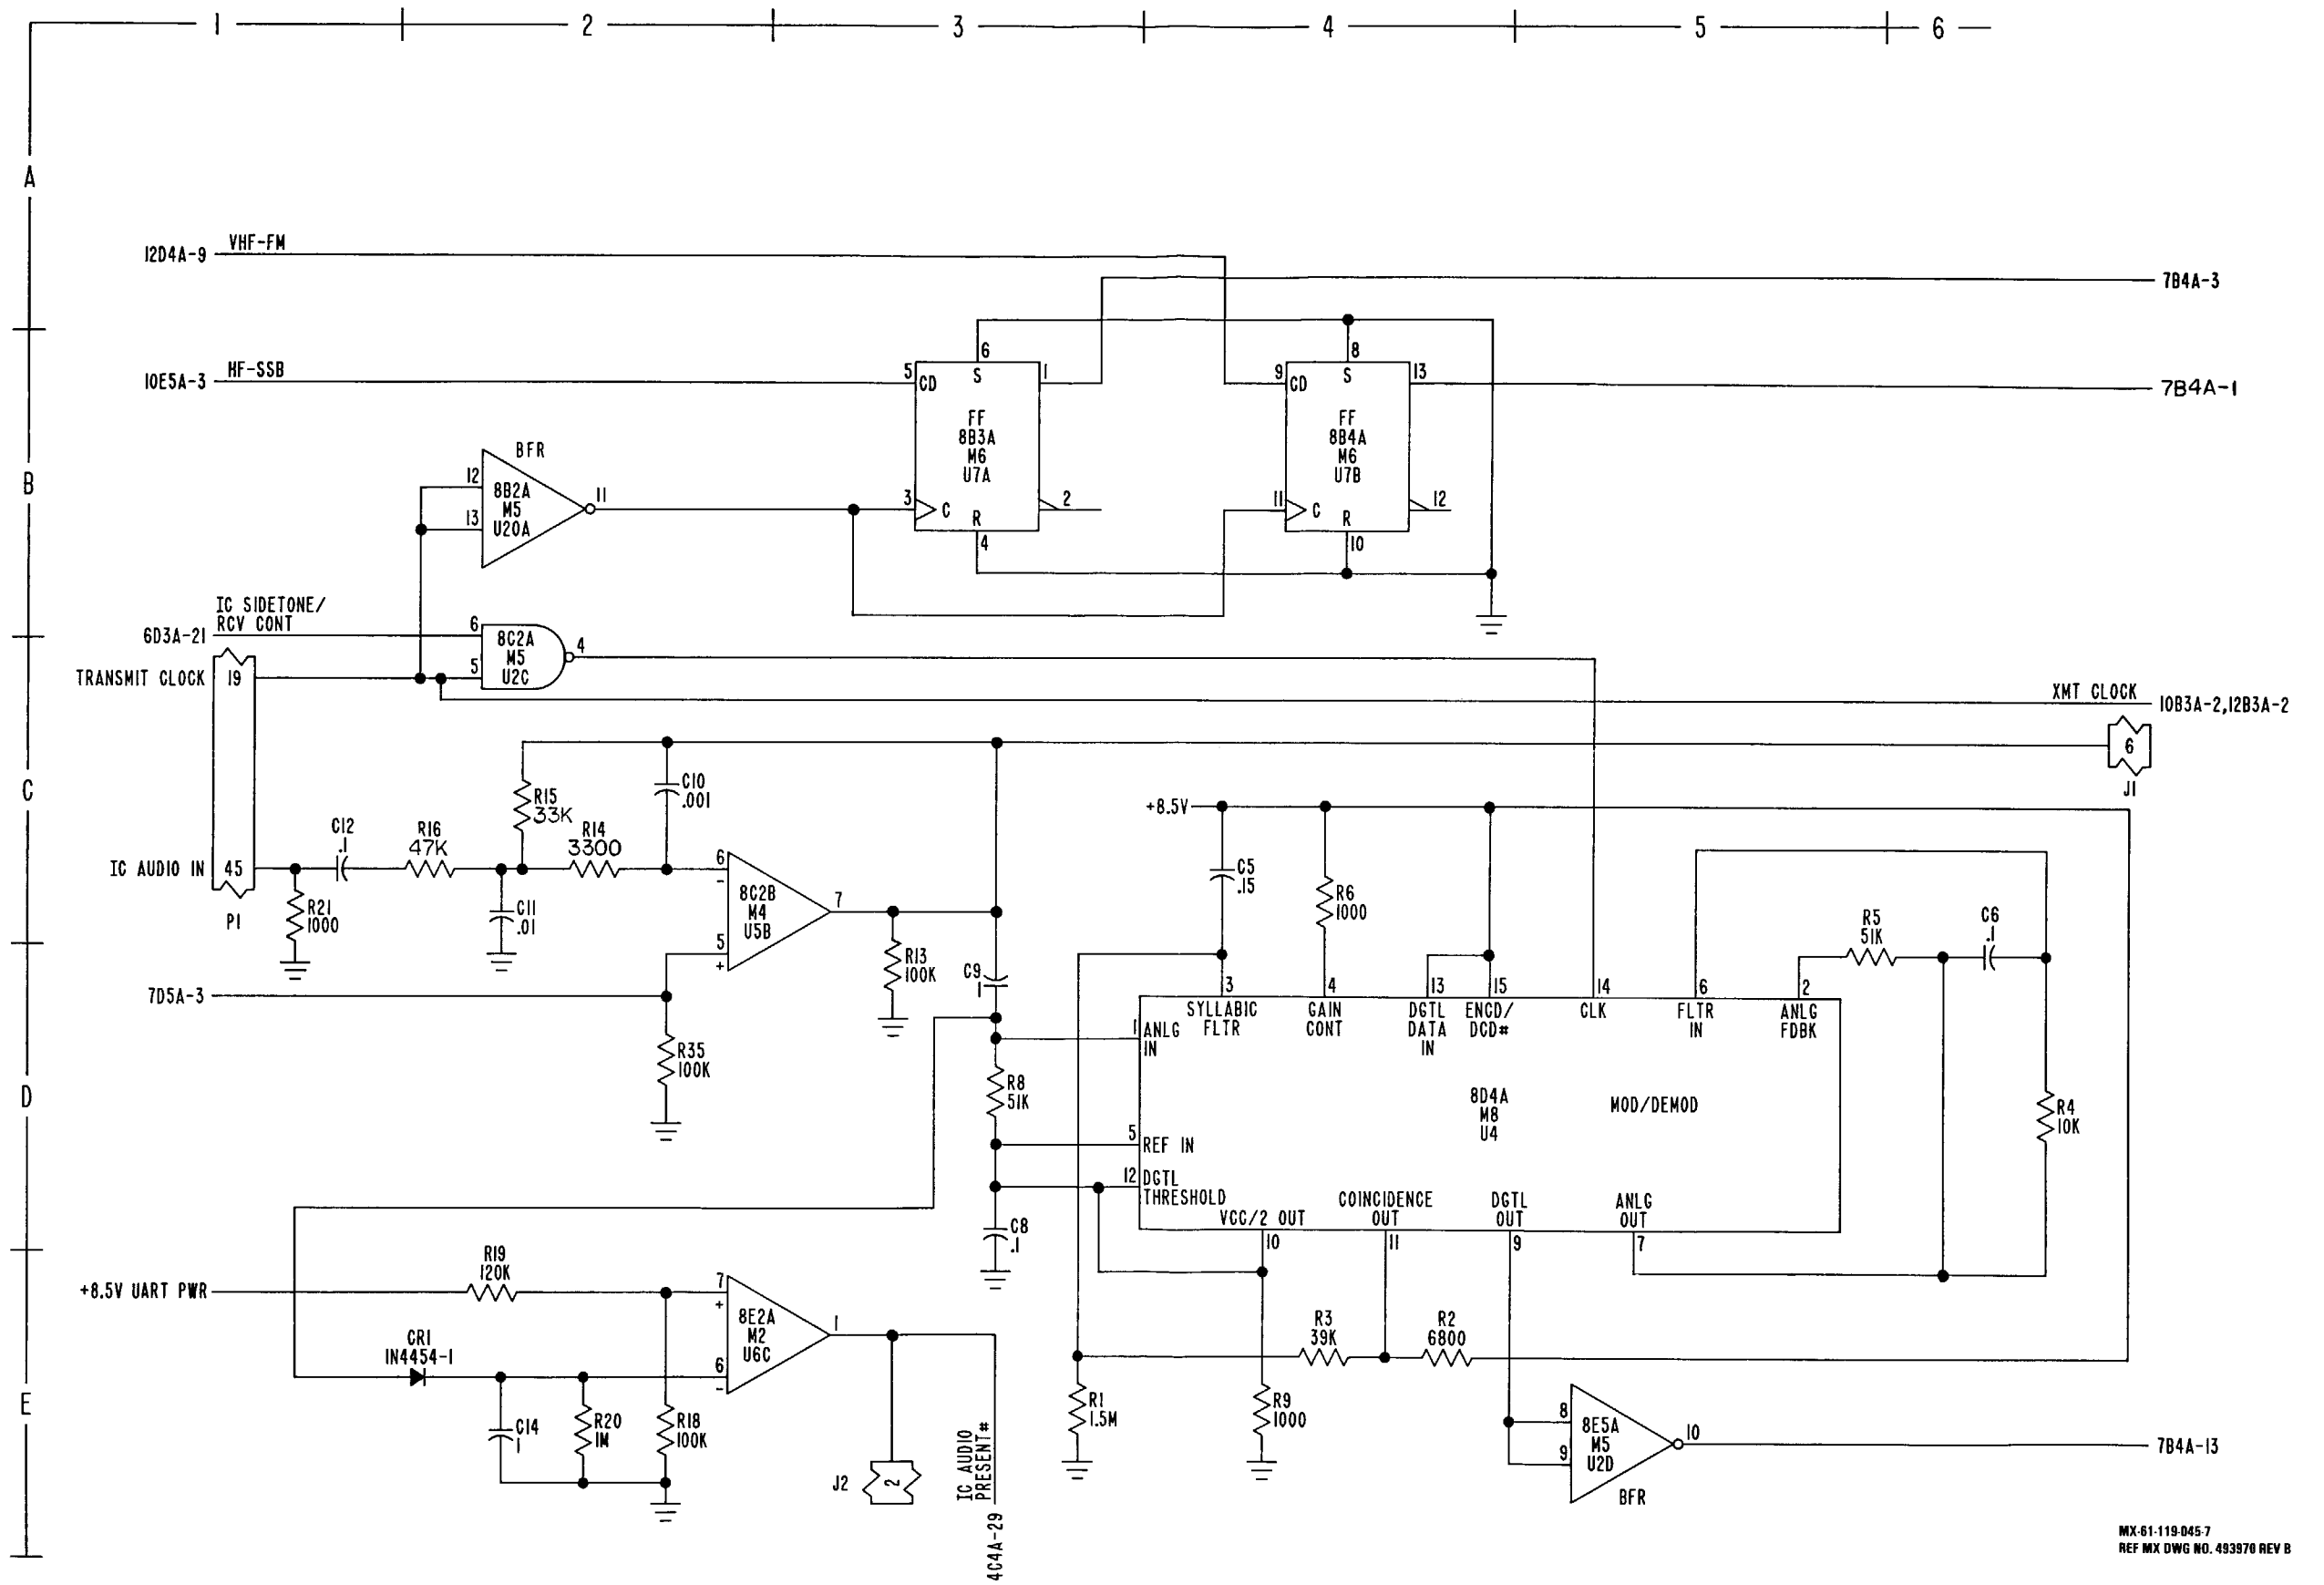 1 2 3 4 5 6
A
12D4A-9 VHF-FM
7B4A-3
10E5A-3 HF-SSB
5 CD 6 S 1
FF
8B3A
M6
U7A
3 C R 2
4
9 CD 8 S 13
FF
8B4A
M6
U7B
11 C R 12
10
7B4A-1
B
BFR
12
13
8B2A
M5
U20A
11
IC SIDETONE/
RCV CONT
6D3A-21
6
5
8C2A
M5
U2C
4
TRANSMIT CLOCK 19
XMT CLOCK
10B3A-2,12B3A-2
6
J1
C
R15
33K
C10
.001
C12
.1
R16
47K
R14
3300
IC AUDIO IN 45
P1
R21
1000
C11
.01
6
-
5
+
8C2B
M4
U5B
7
R13
100K
7D5A-3
R35
100K
C9
1
+8.5V
C5
.15
R6
1000
R5
51K
C6
.1
3 4 13 15 14 6 2
SYLLABIC
FLTR
GAIN
CONT
DGTL
DATA
IN
ENCD/
DCD#
CLK
FLTR
IN
ANLG
FDBK
1 ANLG
IN
D
R8
51K
8D4A
M8
U4
MOD/DEMOD
R4
10K
5 REF IN
12 DGTL
THRESHOLD
VCC/2 OUT
COINCIDENCE
OUT
DGTL
OUT
ANLG
OUT
10 11 9 7
C8
.1
R19
120K
+8.5V UART PWR
7
+
6
-
8E2A
M2
U6C
1
CR1
1N4454-1
E
C14
1
R20
1M
R18
100K
J2
2
IC AUDIO
PRESENT#
4C4A-29
R3
39K
R2
6800
R1
1.5M
R9
1000
8
9
8E5A
M5
U2D
10
BFR
7B4A-13
MX-61-119-045-7
REF MX DWG NO. 493970 REV B